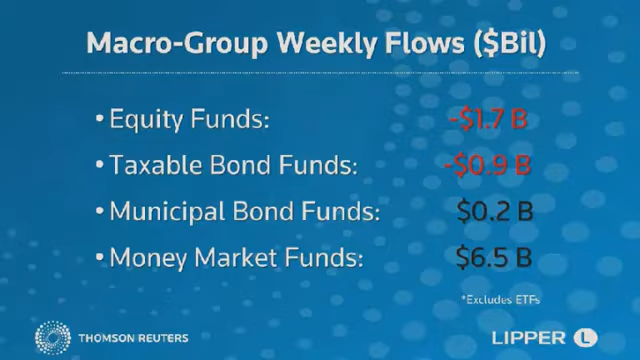 Macro-Group Weekly Flows ($Bil)
• Equity Funds: -$1.7 B
• Taxable Bond Funds: -$0.9 B
• Municipal Bond Funds: $0.2 B
• Money Market Funds: $6.5 B
*Excludes ETFs
THOMSON REUTERS
LIPPER L